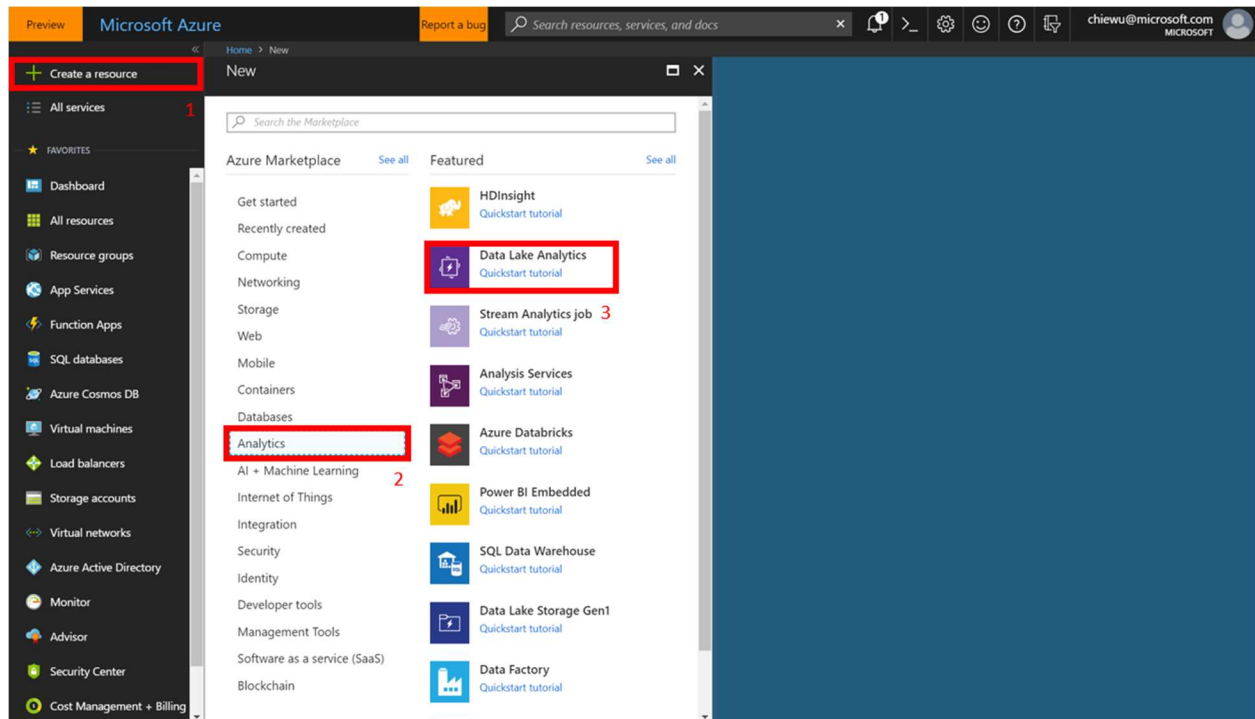 Preview
Microsoft Azure
Report a bug
Search resources, services, and docs
1
chiewu@microsoft.com
MICROSOFT
Home > New
Create a resource
1
All services
FAVORITES
Dashboard
All resources
Resource groups
App Services
Function Apps
SQL databases
Azure Cosmos DB
Virtual machines
Load balancers
Storage accounts
Virtual networks
Azure Active Directory
Monitor
Advisor
Security Center
Cost Management + Billing
New
Search the Marketplace
Azure Marketplace
See all
Get started
Recently created
Compute
Networking
Storage
Web
Mobile
Containers
Databases
Analytics
2
AI + Machine Learning
Internet of Things
Integration
Security
Identity
Developer tools
Management Tools
Software as a service (SaaS)
Blockchain
Featured
See all
HDInsight
Quickstart tutorial
Data Lake Analytics
Quickstart tutorial
3
Stream Analytics job
Quickstart tutorial
Analysis Services
Quickstart tutorial
Azure Databricks
Quickstart tutorial
Power BI Embedded
Quickstart tutorial
SQL Data Warehouse
Quickstart tutorial
Data Lake Storage Gen1
Quickstart tutorial
Data Factory
Quickstart tutorial